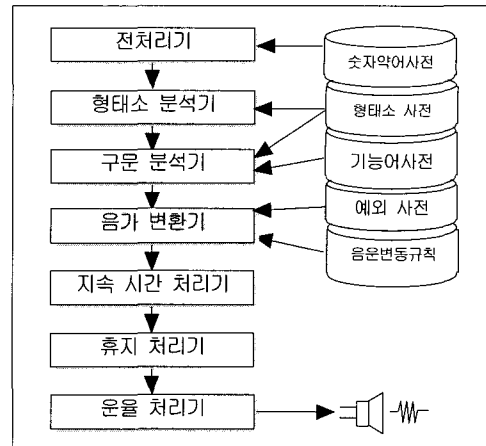 전처리기
형태소 분석기
구문 분석기
음가 변환기
지속 시간 처리기
휴지 처리기
운율 처리기
숫자약어사전
형태소 사전
기능어사전
예외 사전
음운변동규칙